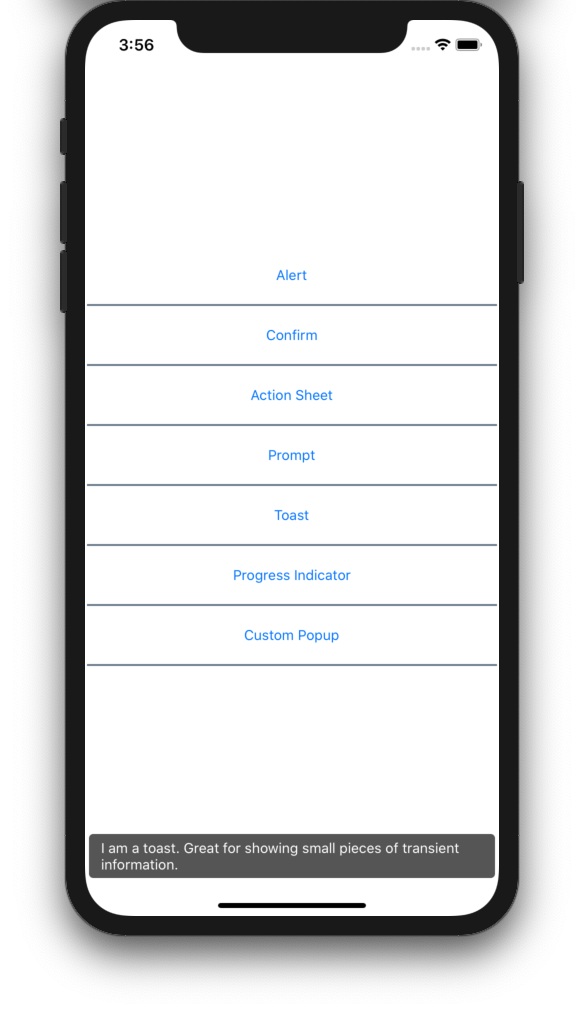 3:56
Alert
Confirm
Action Sheet
Prompt
Toast
Progress Indicator
Custom Popup
I am a toast. Great for showing small pieces of transient
information.